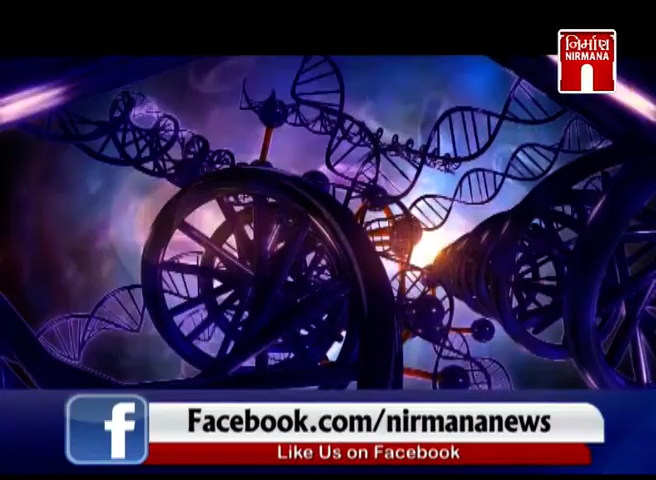 નિર્માણ
NIRMANA
Facebook.com/nirmananews
Like Us on Facebook